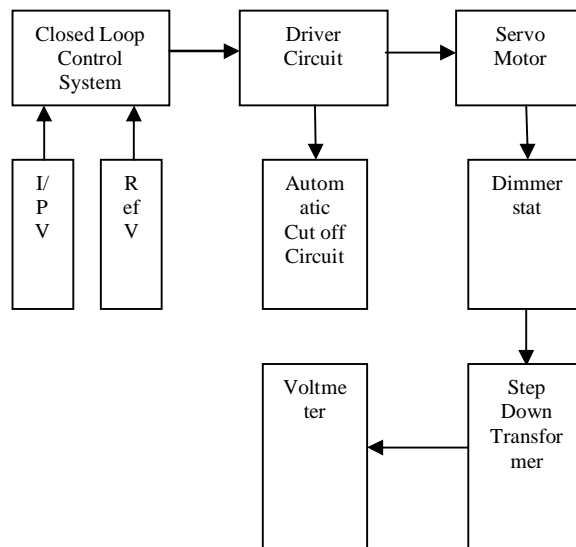 Closed Loop
Control
System
Driver
Circuit
Servo
Motor
I/
P
V
R
ef
V
Autom
atic
Cut off
Circuit
Dimmer
stat
Voltme
ter
Step
Down
Transfor
mer